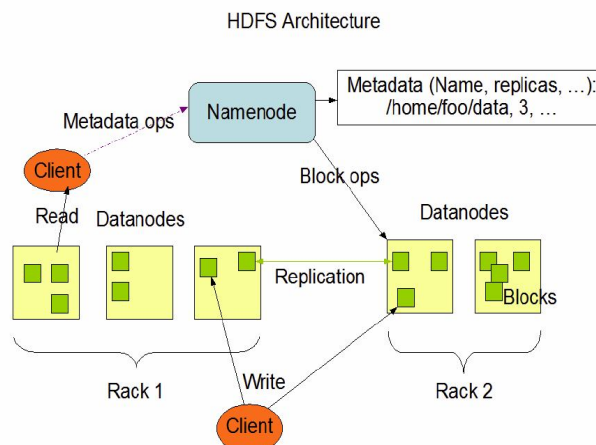 HDFS Architecture
Metadata (Name, replicas, …):
/home/foo/data, 3, …
Namenode
Metadata ops
Client
Block ops
Read
Datanodes
Datanodes
Replication
Blocks
Rack 1
Write
Rack 2
Client